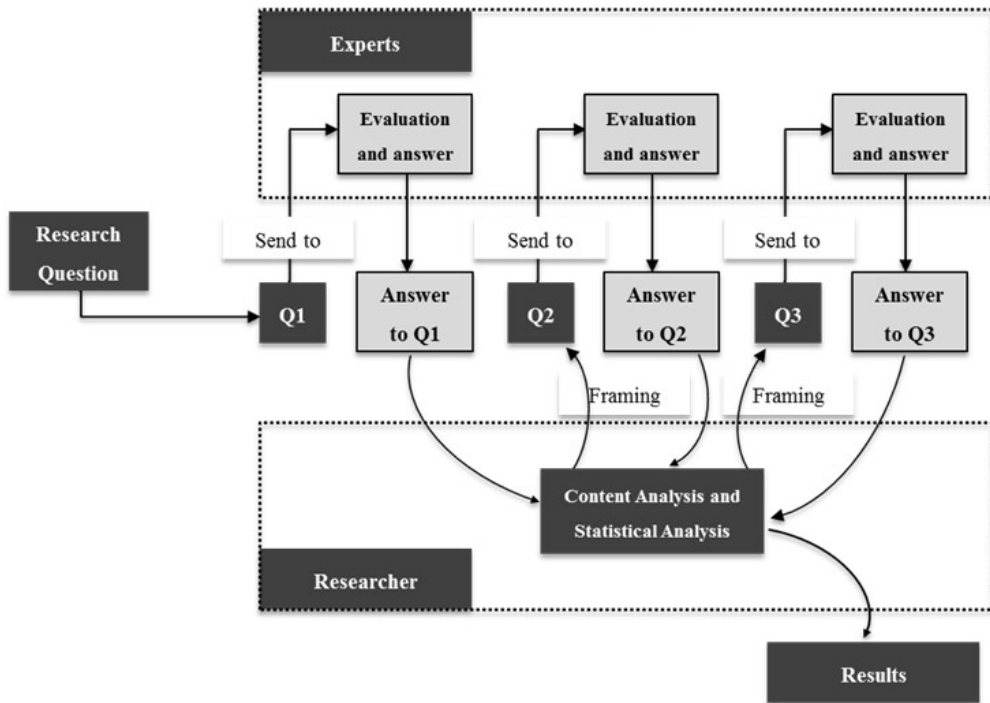 Experts
Evaluation
and answer
Evaluation
and answer
Evaluation
and answer
Research
Question
Send to
Send to
Send to
Q1
Answer
to Q1
Q2
Answer
to Q2
Q3
Answer
to Q3
Framing
Framing
Content Analysis and
Statistical Analysis
Researcher
Results